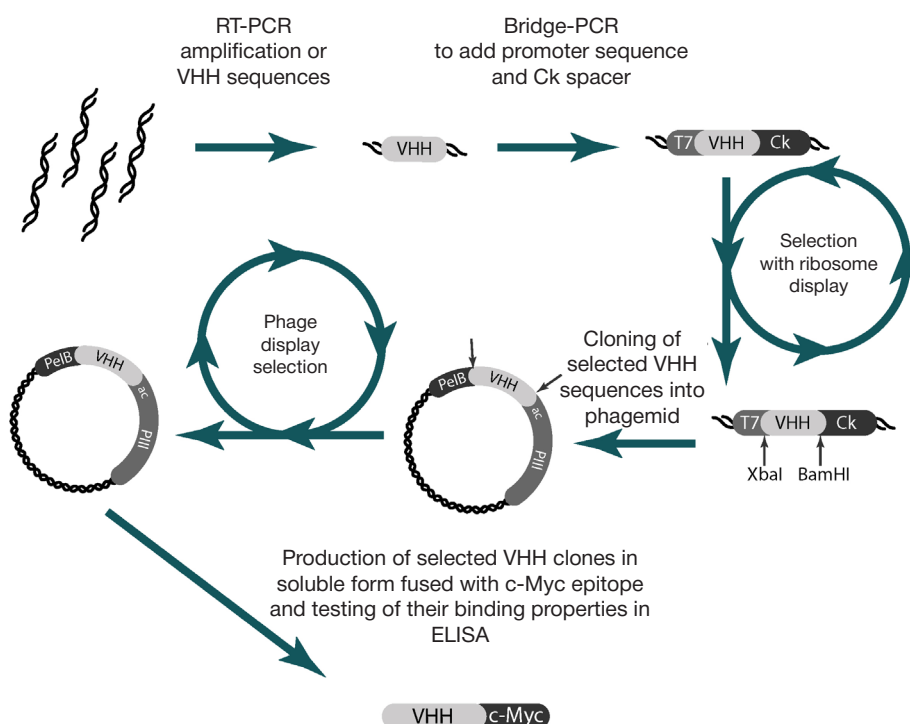 RT-PCR
amplification or
VHH sequences
Bridge-PCR
to add promoter sequence
and Ck spacer
VHH
T7 VHH Ck
Selection
with ribosome
display
Phage
display
selection
Cloning of
selected VHH
sequences into
phagemid
PelB VHH ac PIII
PelB VHH ac PIII
T7 VHH Ck
XbaI BamHI
Production of selected VHH clones in
soluble form fused with c-Myc epitope
and testing of their binding properties in
ELISA
VHH c-Myc